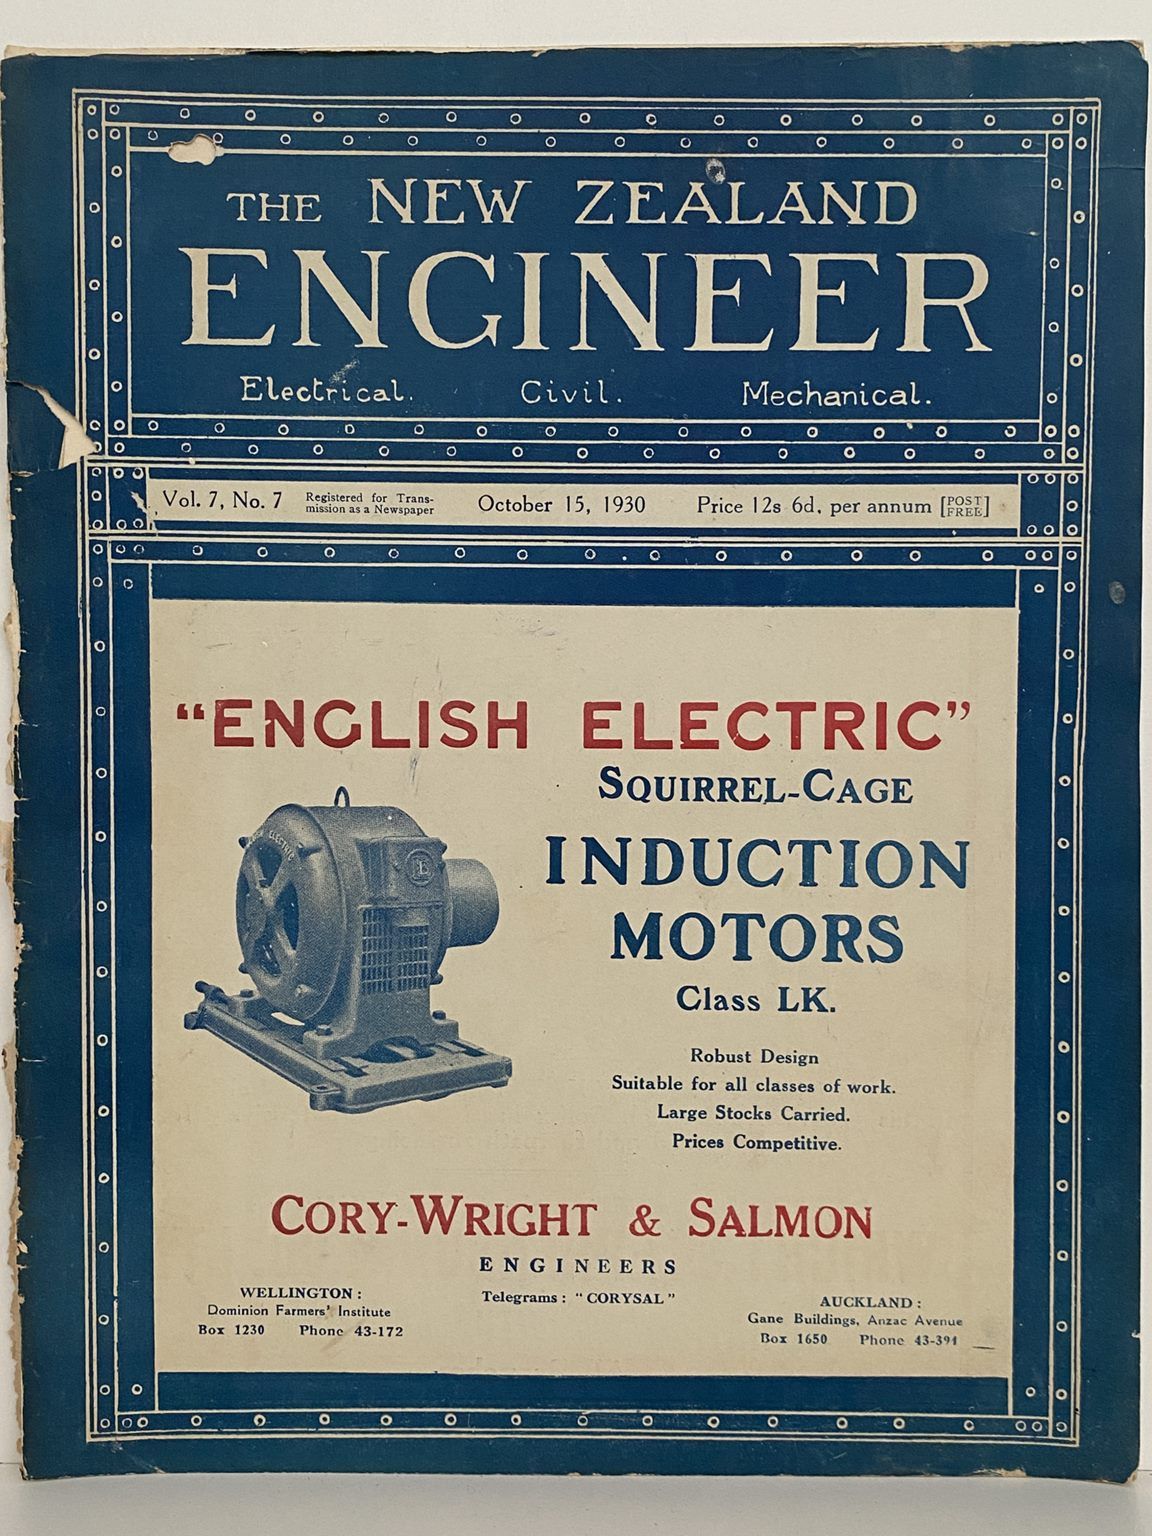 THE NEW ZEALAND
ENGINEER
Electrical. Civil. Mechanical.
Vol. 7, No. 7 Registered for Trans-
mission as a Newspaper October 15, 1930 Price 12s 6d. per annum [POST
FREE]
"ENGLISH ELECTRIC"
SQUIRREL-CAGE
INDUCTION
MOTORS
Class LK.
ELECTRIC
E
Robust Design
Suitable for all classes of work.
Large Stocks Carried.
Prices Competitive.
CORY-WRIGHT & SALMON
ENGINEERS
Telegrams: "CORYSAL"
WELLINGTON:
Dominion Farmers' Institute
Box 1230 Phone 43-172
AUCKLAND:
Gane Buildings, Anzac Avenue
Box 1650 Phone 43-391